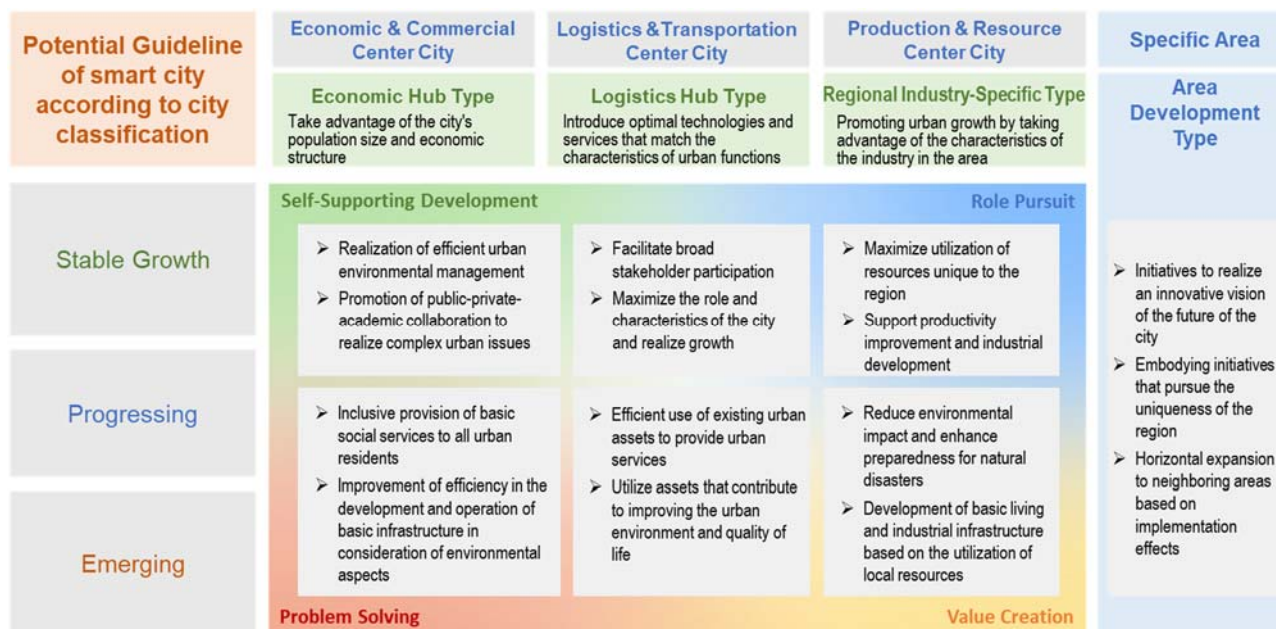 Potential Guideline
of smart city
according to city
classification
Economic & Commercial
Center City
Logistics & Transportation
Center City
Production & Resource
Center City
Specific Area
Economic Hub Type
Take advantage of the city's
population size and economic
structure
Logistics Hub Type
Introduce optimal technologies and
services that match the
characteristics of urban functions
Regional Industry-Specific Type
Promoting urban growth by taking
advantage of the characteristics of
the industry in the area
Area
Development
Type
Stable Growth
Progressing
Emerging
Self-Supporting Development
Role Pursuit
➢ Realization of efficient urban
environmental management
➢ Promotion of public-private-
academic collaboration to
realize complex urban issues
➢ Facilitate broad
stakeholder participation
➢ Maximize the role and
characteristics of the city
and realize growth
➢ Maximize utilization of
resources unique to the
region
➢ Support productivity
improvement and industrial
development
➢ Inclusive provision of basic
social services to all urban
residents
➢ Improvement of efficiency in the
development and operation of
basic infrastructure in
consideration of environmental
aspects
➢ Efficient use of existing urban
assets to provide urban
services
➢ Utilize assets that contribute
to improving the urban
environment and quality of
life
➢ Reduce environmental
impact and enhance
preparedness for natural
disasters
➢ Development of basic living
and industrial infrastructure
based on the utilization of
local resources
Problem Solving
Value Creation
➢ Initiatives to realize
an innovative vision
of the future of the
city
➢ Embodying initiatives
that pursue the
uniqueness of the
region
➢ Horizontal expansion
to neighboring areas
based on
implementation
effects